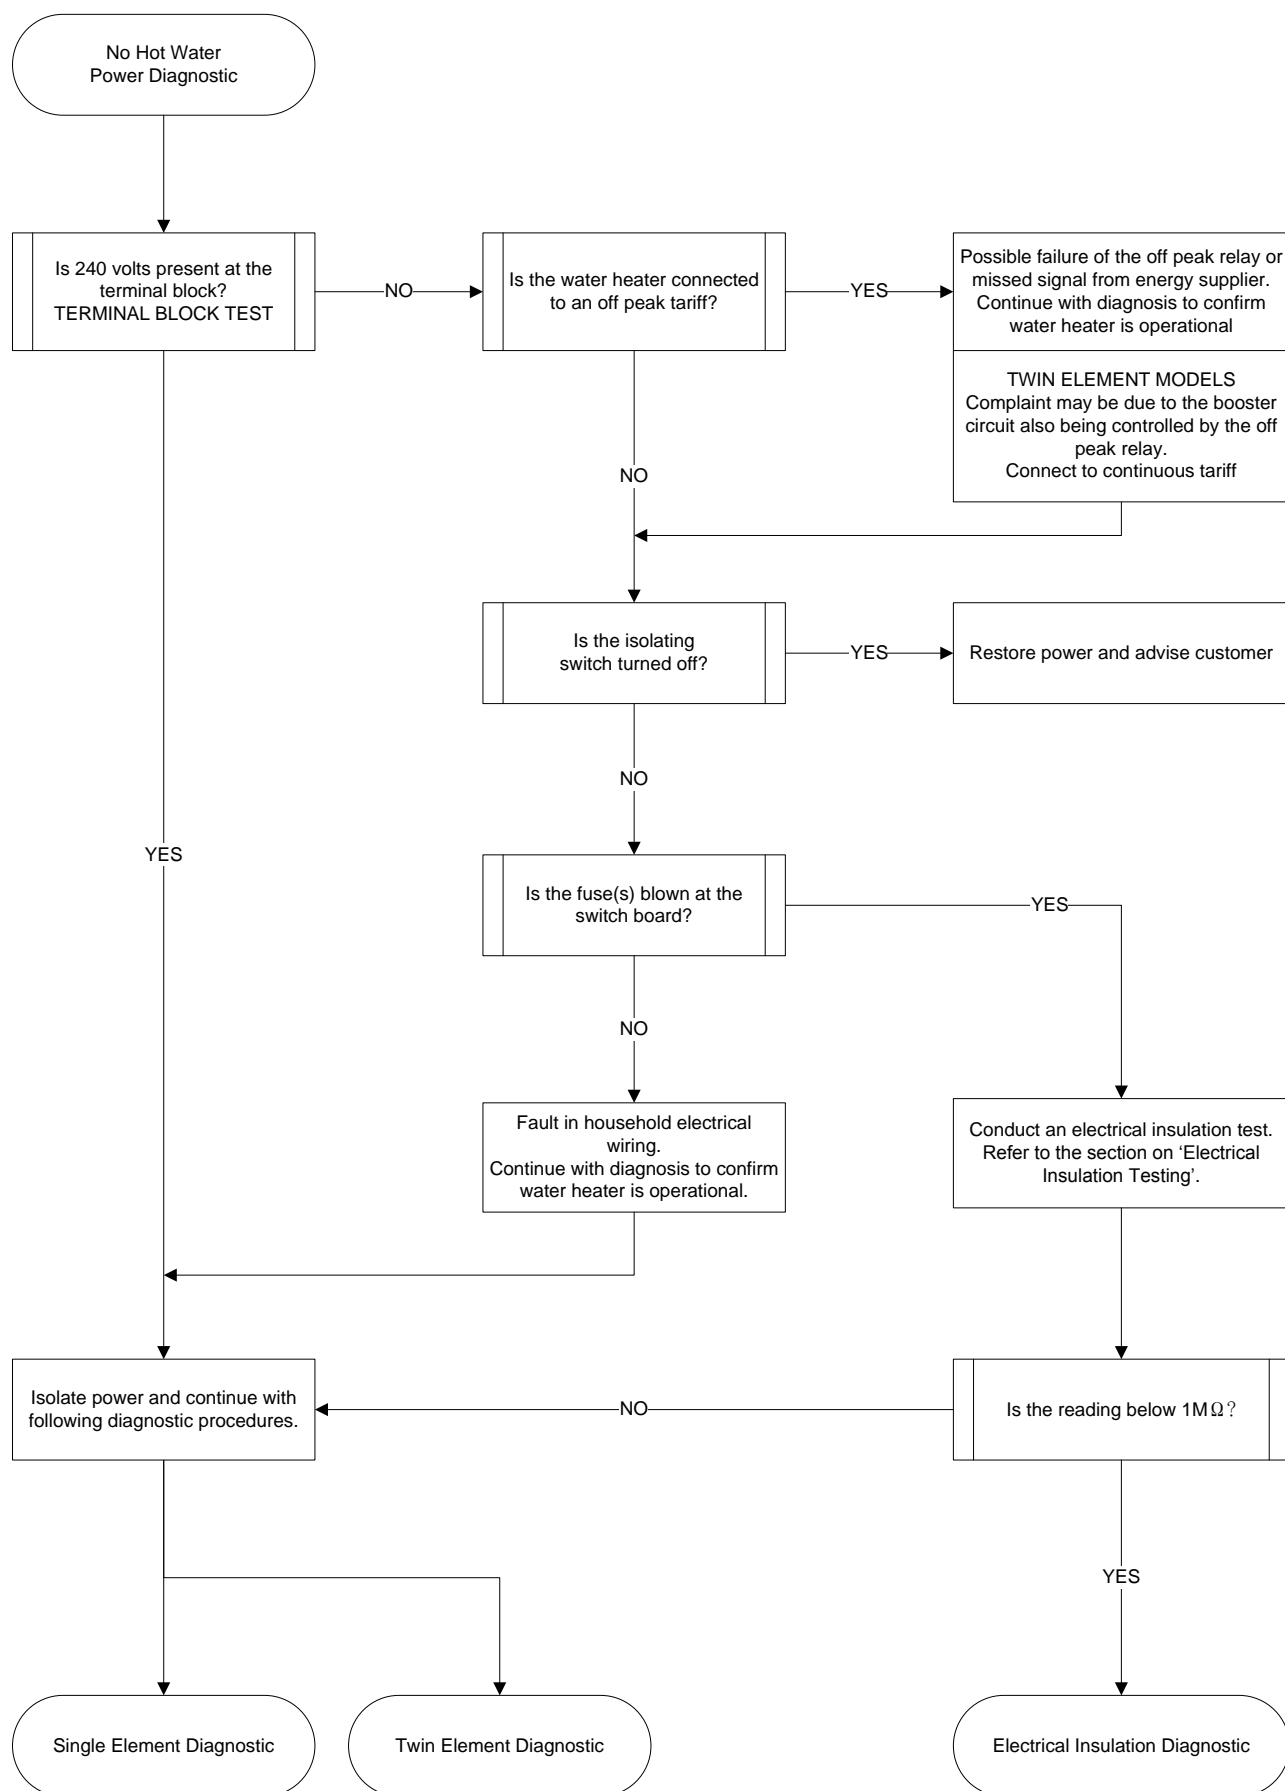 No Hot Water
Power Diagnostic
Is 240 volts present at the
terminal block?
TERMINAL BLOCK TEST
NO
Is the water heater connected
to an off peak tariff?
YES
Possible failure of the off peak relay or
missed signal from energy supplier.
Continue with diagnosis to confirm
water heater is operational
TWIN ELEMENT MODELS
Complaint may be due to the booster
circuit also being controlled by the off
peak relay.
Connect to continuous tariff
NO
Is the isolating
switch turned off?
YES
Restore power and advise customer
NO
YES
Is the fuse(s) blown at the
switch board?
YES
NO
Fault in household electrical
wiring.
Continue with diagnosis to confirm
water heater is operational.
Conduct an electrical insulation test.
Refer to the section on ‘Electrical
Insulation Testing’.
Isolate power and continue with
following diagnostic procedures.
NO
Is the reading below 1MΩ?
YES
Single Element Diagnostic
Twin Element Diagnostic
Electrical Insulation Diagnostic